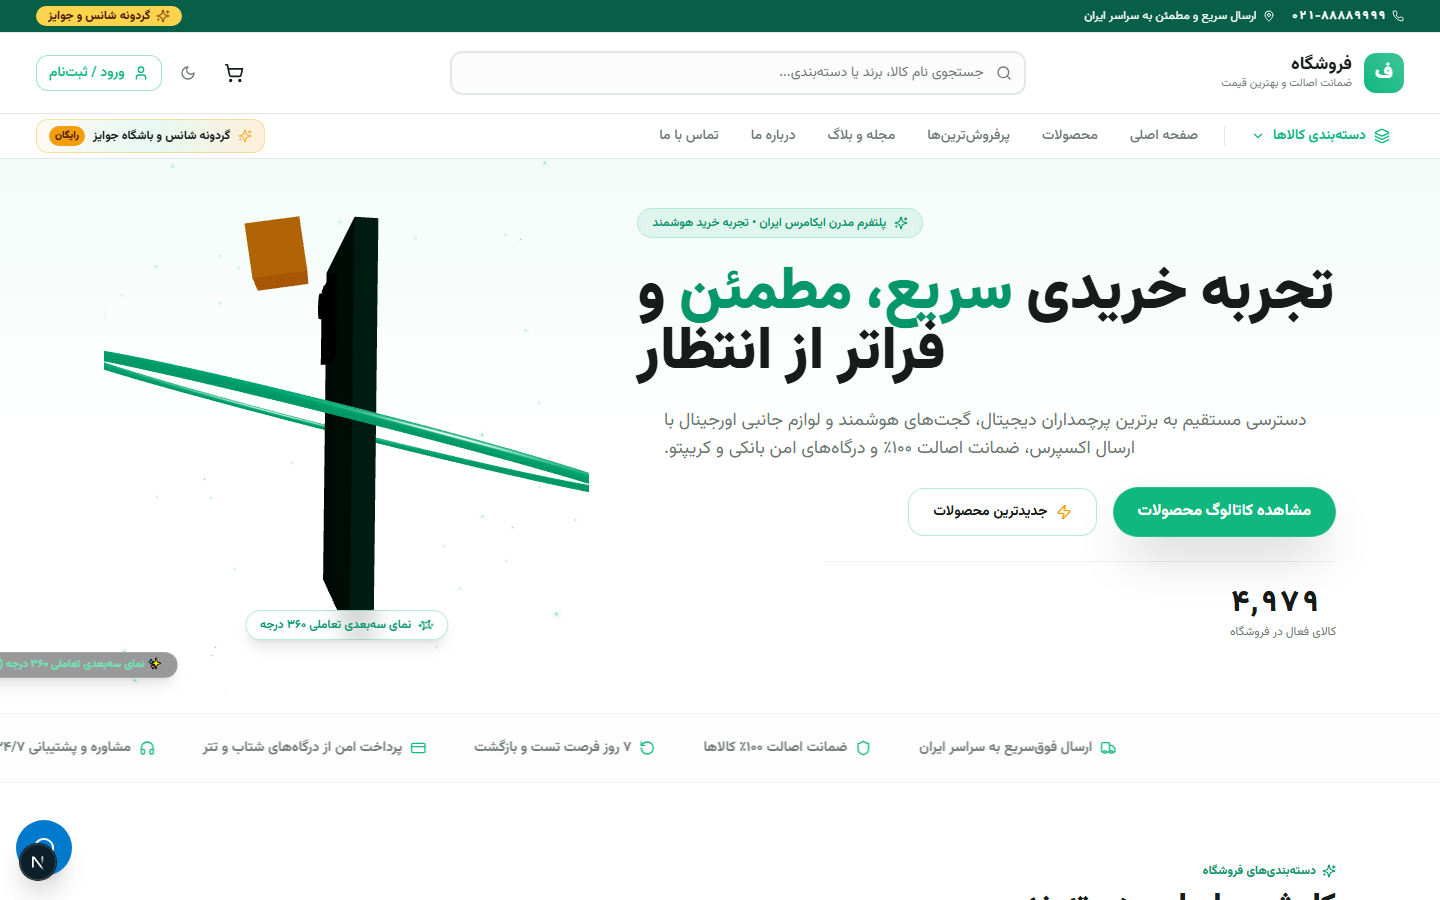 ۰۲۱-۸۸۸۸۹۹۹۹
ارسال سریع و مطمئن به سراسر ایران
گردونه شانس و جوایز
ف
فروشگاه
ضمانت اصالت و بهترین قیمت
جستجوی نام کالا، برند یا دسته‌بندی...
ورود / ثبت‌نام
دسته‌بندی کالاها
صفحه اصلی
محصولات
پرفروش‌ترین‌ها
مجله و بلاگ
درباره ما
تماس با ما
گردونه شانس و باشگاه جوایز
رایگان
پلتفرم مدرن ایکامرس ایران • تجربه خرید هوشمند
تجربه خریدی سریع، مطمئن و
فراتر از انتظار
دسترسی مستقیم به برترین پرچمداران دیجیتال، گجت‌های هوشمند و لوازم جانبی اورجینال با
ارسال اکسپرس، ضمانت اصالت ۱۰۰٪ و درگاه‌های امن بانکی و کریپتو.
مشاهده کاتالوگ محصولات
جدیدترین محصولات
۴,۹۷۹
کالای فعال در فروشگاه
نمای سه‌بعدی تعاملی ۳۶۰ درجه
نمای سه‌بعدی تعاملی ۳۶۰ درجه (
ارسال فوق‌سریع به سراسر ایران
ضمانت اصالت ۱۰۰٪ کالاها
۷ روز فرصت تست و بازگشت
پرداخت امن از درگاه‌های شتاب و تتر
مشاوره و پشتیبانی ۲۴/۷
N
دسته‌بندی‌های فروشگاه